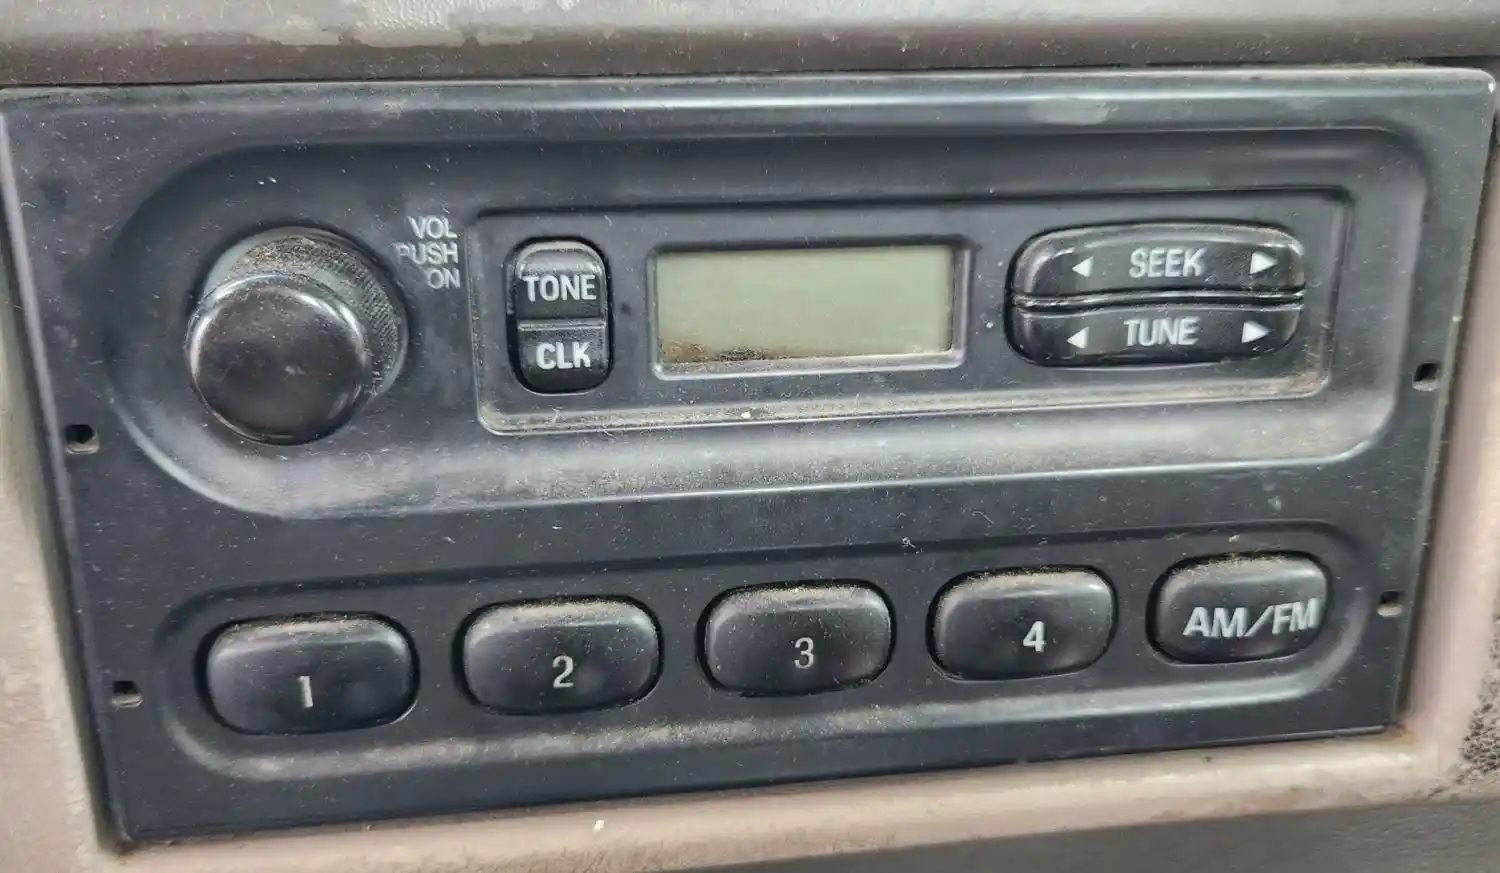 VOL
PUSH
ON
TONE
CLK
SEEK
TUNE
1
2
3
4
AM/FM